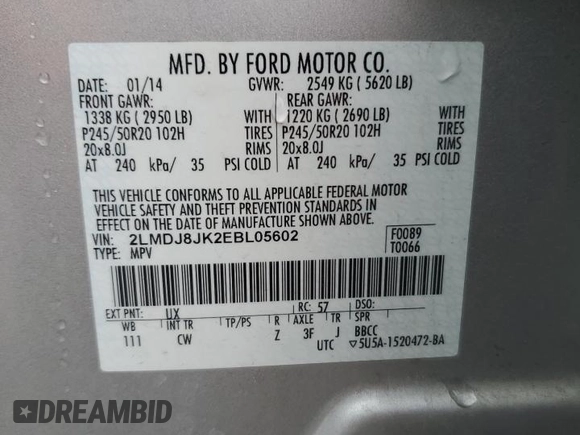 MFD. BY FORD MOTOR CO.
DATE: 01/14 GVWR: 2549 KG ( 5620 LB)
FRONT GAWR: REAR GAWR:
1338 KG ( 2950 LB) 1220 KG ( 2690 LB)
P245/50R20 102H TIRES P245/50R20 102H TIRES
20x8.0J RIMS 20x8.0J RIMS
AT 240 kPa/ 35 PSI COLD AT 240 kPa/ 35 PSI COLD
THIS VEHICLE CONFORMS TO ALL APPLICABLE FEDERAL MOTOR
VEHICLE SAFETY AND THEFT PREVENTION STANDARDS IN
EFFECT ON THE DATE OF MANUFACTURE SHOWN ABOVE.
VIN: 2LMDJ8JK2EBL05602 F0089
TYPE: MPV T0066
EXT PNT: UX RC: 57 DSO:
WB INT TR TP/PS R AXLE TR SPR
111 CW Z 3F J BBCC
UTC ▽5U5A-1520472-BA
DREAMBID